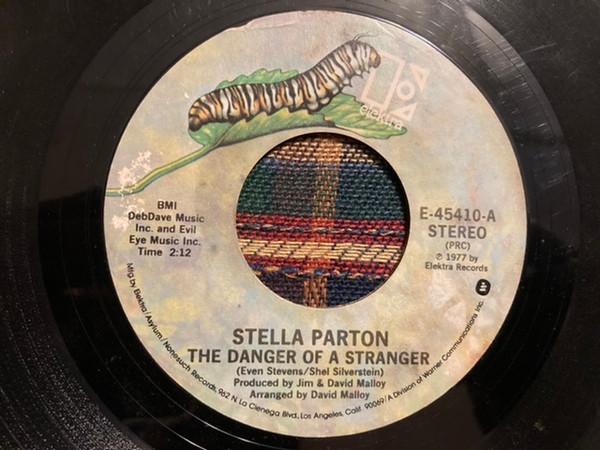 elektra
BMI
DebDave Music
Inc. and Evil
Eye Music Inc.
Time 2:12
E-45410-A
STEREO
(PRC)
℗ 1977 by
Elektra Records
STELLA PARTON
THE DANGER OF A STRANGER
(Even Stevens/Shel Silverstein)
Produced by Jim & David Malloy
Arranged by David Malloy
Mfg by Elektra/Asylum/Nonesuch Records, 962 N. La Cienega Blvd., Los Angeles, Calif. 90069/A Division of Warner Communications Inc.